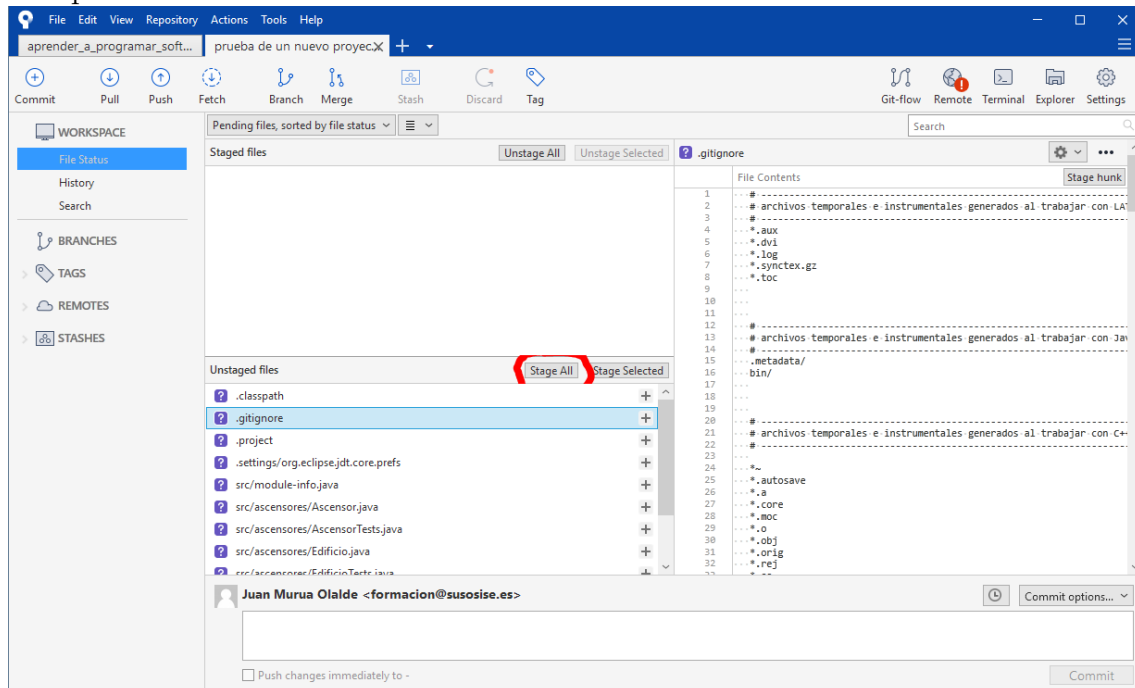 File Edit View Repository Actions Tools Help
aprender_a_programar_soft... prueba de un nuevo proyec
Commit Pull Push Fetch Branch Merge Stash Discard Tag Git-flow Remote Terminal Explorer Settings
WORKSPACE
File Status
History
Search
BRANCHES
TAGS
REMOTES
STASHES
Pending files, sorted by file status
Search
Staged files Unstage All Unstage Selected
Unstaged files Stage All Stage Selected
.classpath
.gitignore
.project
.settings/org.eclipse.jdt.core.prefs
src/module-info.java
src/ascensores/Ascensor.java
src/ascensores/AscensorTests.java
src/ascensores/Edificio.java
src/ascensores/EdificioTests.java
.gitignore
File Contents Stage hunk
1 # ------------------------------------------------
2 # archivos temporales e instrumentales generados al trabajar con LA
3 # ------------------------------------------------
4 *.aux
5 *.dvi
6 *.log
7 *.synctex.gz
8 *.toc
9
10
11
12 # ------------------------------------------------
13 # archivos temporales e instrumentales generados al trabajar con Jav
14 # ------------------------------------------------
15 .metadata/
16 bin/
17
18
19
20 # ------------------------------------------------
21 # archivos temporales e instrumentales generados al trabajar con C+
22 # ------------------------------------------------
23
24 *~
25 *.autosave
26 *.a
27 *.core
28 *.moc
29 *.o
30 *.obj
31 *.orig
32 *.rej
Juan Murua Olalde <formacion@susosise.es>
Commit options...
Push changes immediately to -
Commit